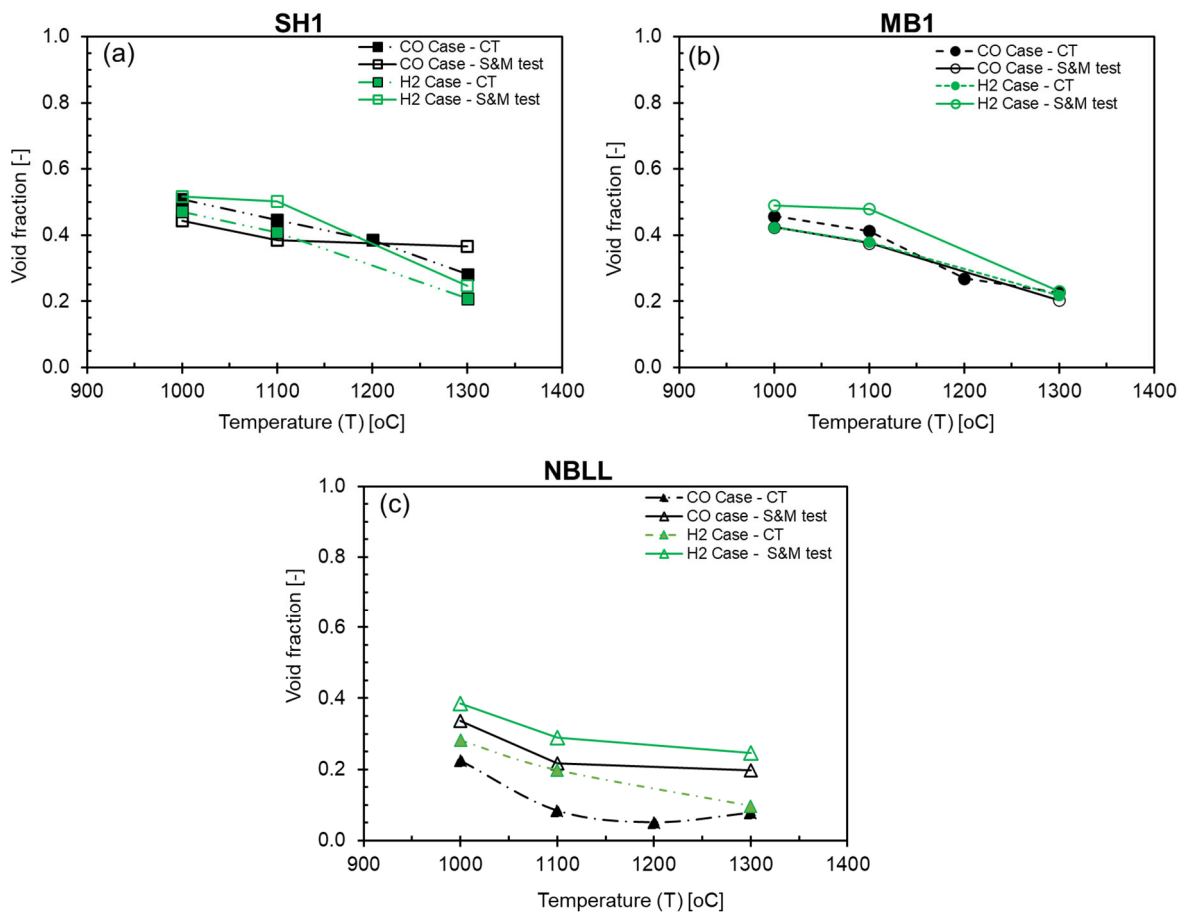 SH1
(a)
CO Case - CT
CO Case - S&M test
H2 Case - CT
H2 Case - S&M test
1.0
0.8
0.6
0.4
0.2
0.0
Void fraction [-]
900 1000 1100 1200 1300 1400
Temperature (T) [oC]
MB1
(b)
CO Case - CT
CO Case - S&M test
H2 Case - CT
H2 Case - S&M test
1.0
0.8
0.6
0.4
0.2
0.0
Void fraction [-]
900 1000 1100 1200 1300 1400
Temperature (T) [oC]
NBLL
(c)
CO Case - CT
CO case - S&M test
H2 Case - CT
H2 Case - S&M test
1.0
0.8
0.6
0.4
0.2
0.0
Void fraction [-]
900 1000 1100 1200 1300 1400
Temperature (T) [oC]